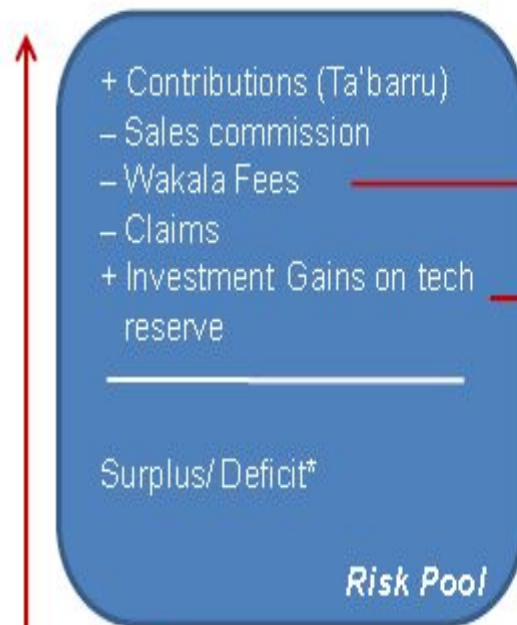 + Contributions (Ta'barru)
– Sales commission
– Wakala Fees
– Claims
+ Investment Gains on tech
reserve
Surplus/ Deficit*
Risk Pool